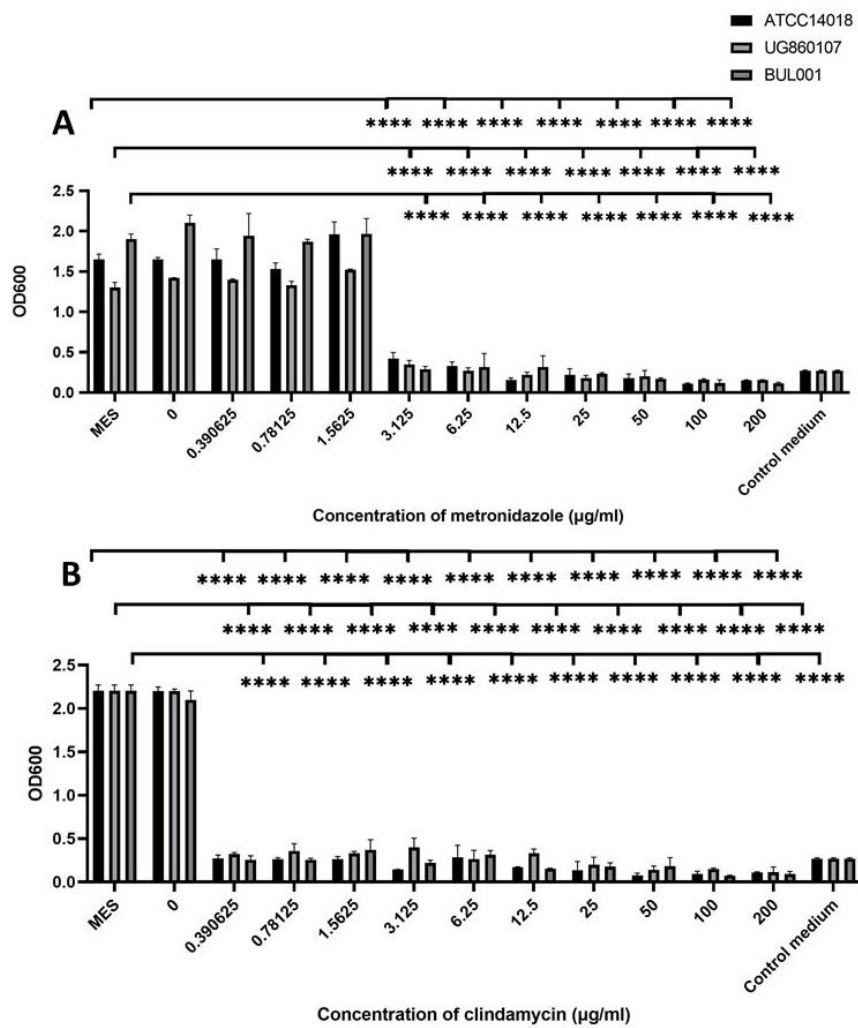 ATCC14018
UG860107
BUL001
A
**** **** **** **** **** **** ****
**** **** **** **** **** **** ****
**** **** **** **** **** **** ****
OD600
2.5
2.0
1.5
1.0
0.5
0.0
MES 0 0.390625 0.78125 1.5625 3.125 6.25 12.5 25 50 100 200 Control medium
Concentration of metronidazole (µg/ml)
B
**** **** **** **** **** **** **** **** **** ****
**** **** **** **** **** **** **** **** **** ****
**** **** **** **** **** **** **** **** **** ****
OD600
2.5
2.0
1.5
1.0
0.5
0.0
MES 0 0.390625 0.78125 1.5625 3.125 6.25 12.5 25 50 100 200 Control medium
Concentration of clindamycin (µg/ml)